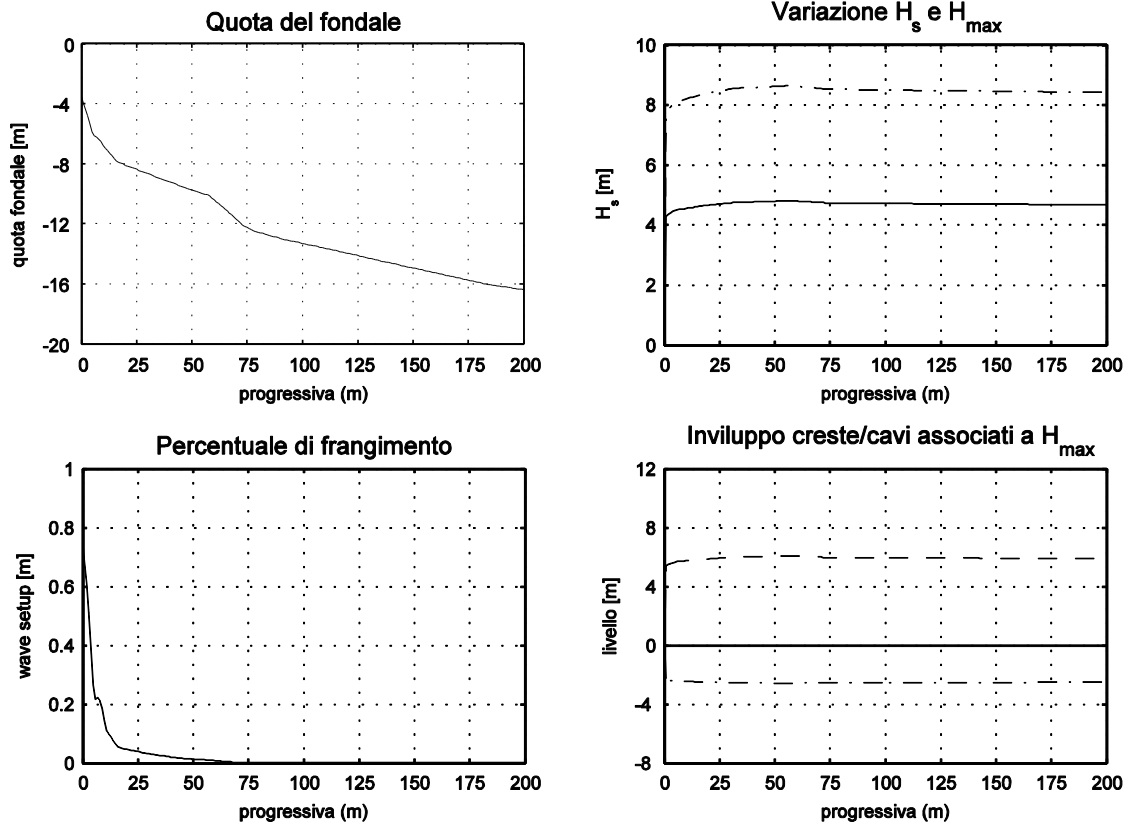 Quota del fondale
quota fondale [m]
0
-4
-8
-12
-16
-20
0 25 50 75 100 125 150 175 200
progressiva (m)
Variazione Hs e Hmax
Hs [m]
10
8
6
4
2
0
0 25 50 75 100 125 150 175 200
progressiva (m)
Percentuale di frangimento
wave setup [m]
1
0.8
0.6
0.4
0.2
0
0 25 50 75 100 125 150 175 200
progressiva (m)
Inviluppo creste/cavi associati a Hmax
livello [m]
12
8
4
0
-4
-8
0 25 50 75 100 125 150 175 200
progressiva (m)